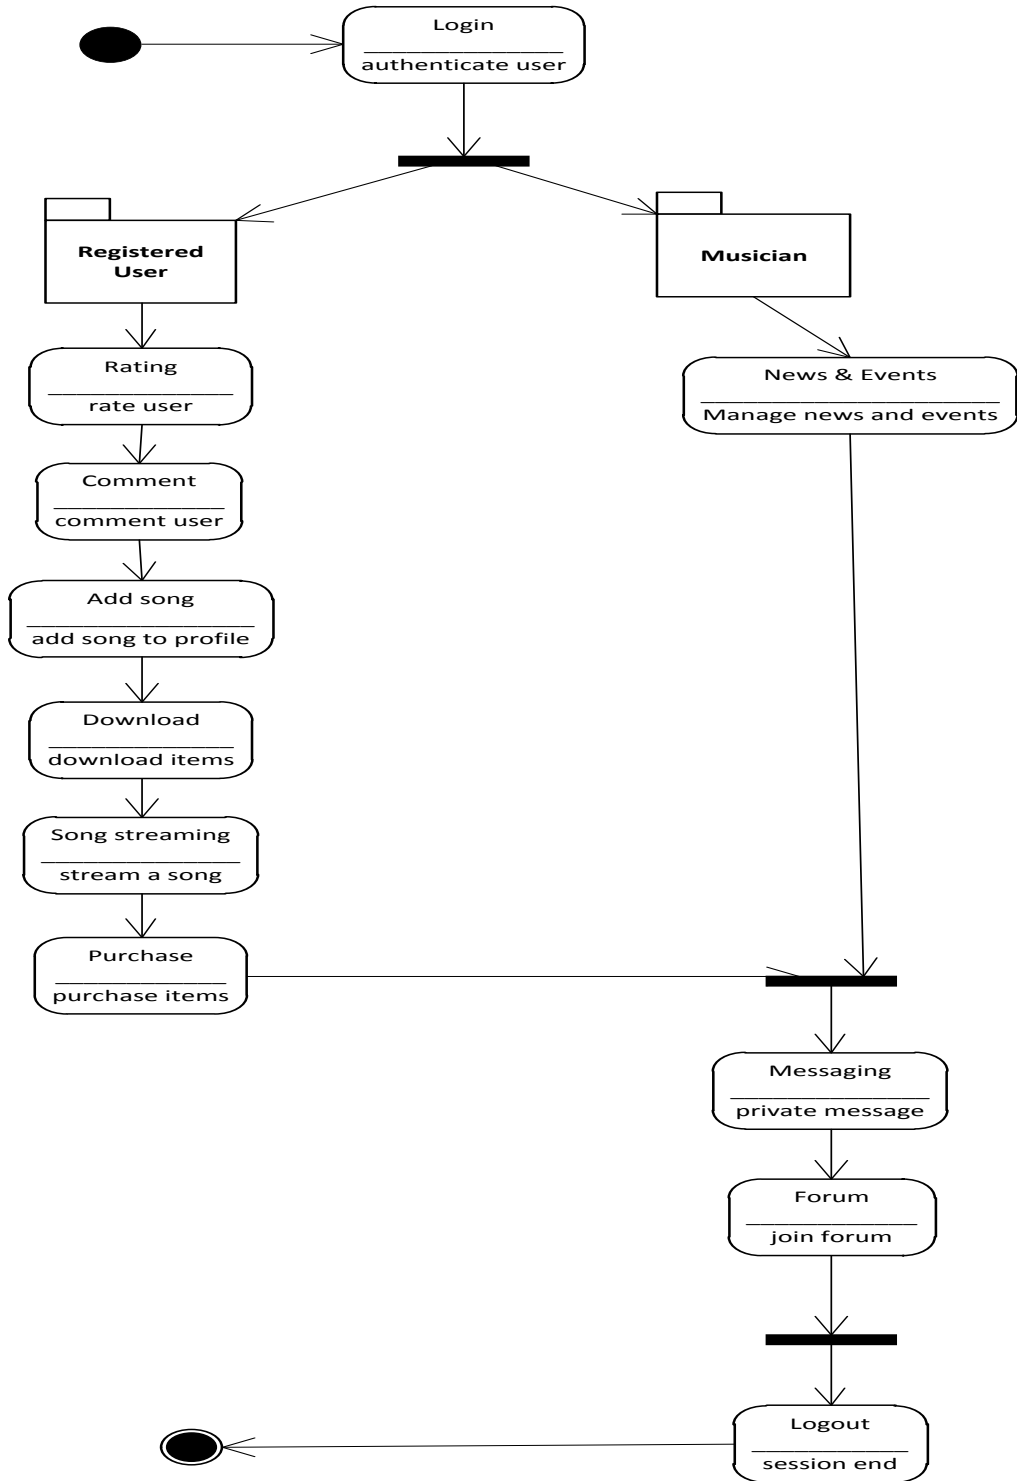 Login
authenticate user
Registered
User
Musician
Rating
rate user
News & Events
Manage news and events
Comment
comment user
Add song
add song to profile
Download
download items
Song streaming
stream a song
Purchase
purchase items
Messaging
private message
Forum
join forum
Logout
session end